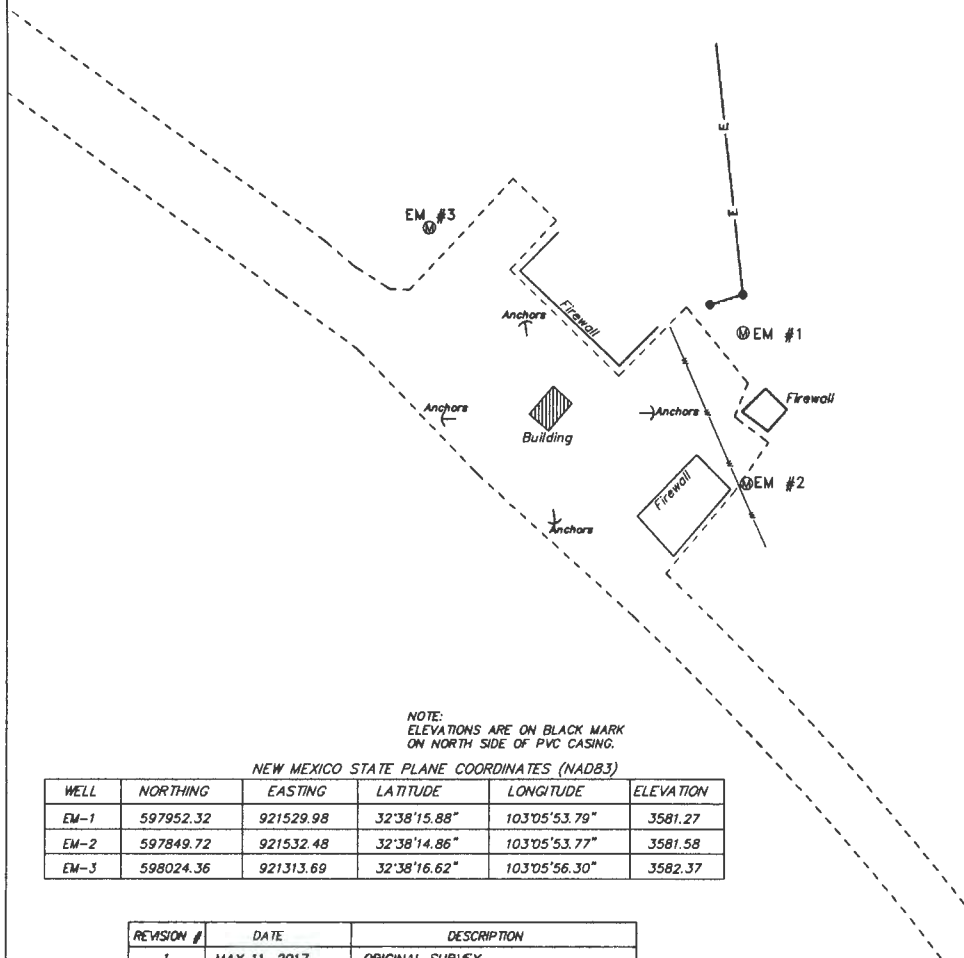 E
E
EM #3
Anchors
Firewall
EM #1
Anchors
Anchors
Firewall
Building
Firewall
EM #2
Anchors
NOTE:
ELEVATIONS ARE ON BLACK MARK
ON NORTH SIDE OF PVC CASING.
NEW MEXICO STATE PLANE COORDINATES (NAD83)
WELL NORTHING EASTING LATITUDE LONGITUDE ELEVATION
EM-1 597952.32 921529.98 32°38'15.88" 103°05'53.79" 3581.27
EM-2 597849.72 921532.48 32°38'14.86" 103°05'53.77" 3581.58
EM-3 598024.36 921313.69 32°38'16.62" 103°05'56.30" 3582.37
REVISION # DATE DESCRIPTION
1 MAY 11, 2017 ORIGINAL SURVEY